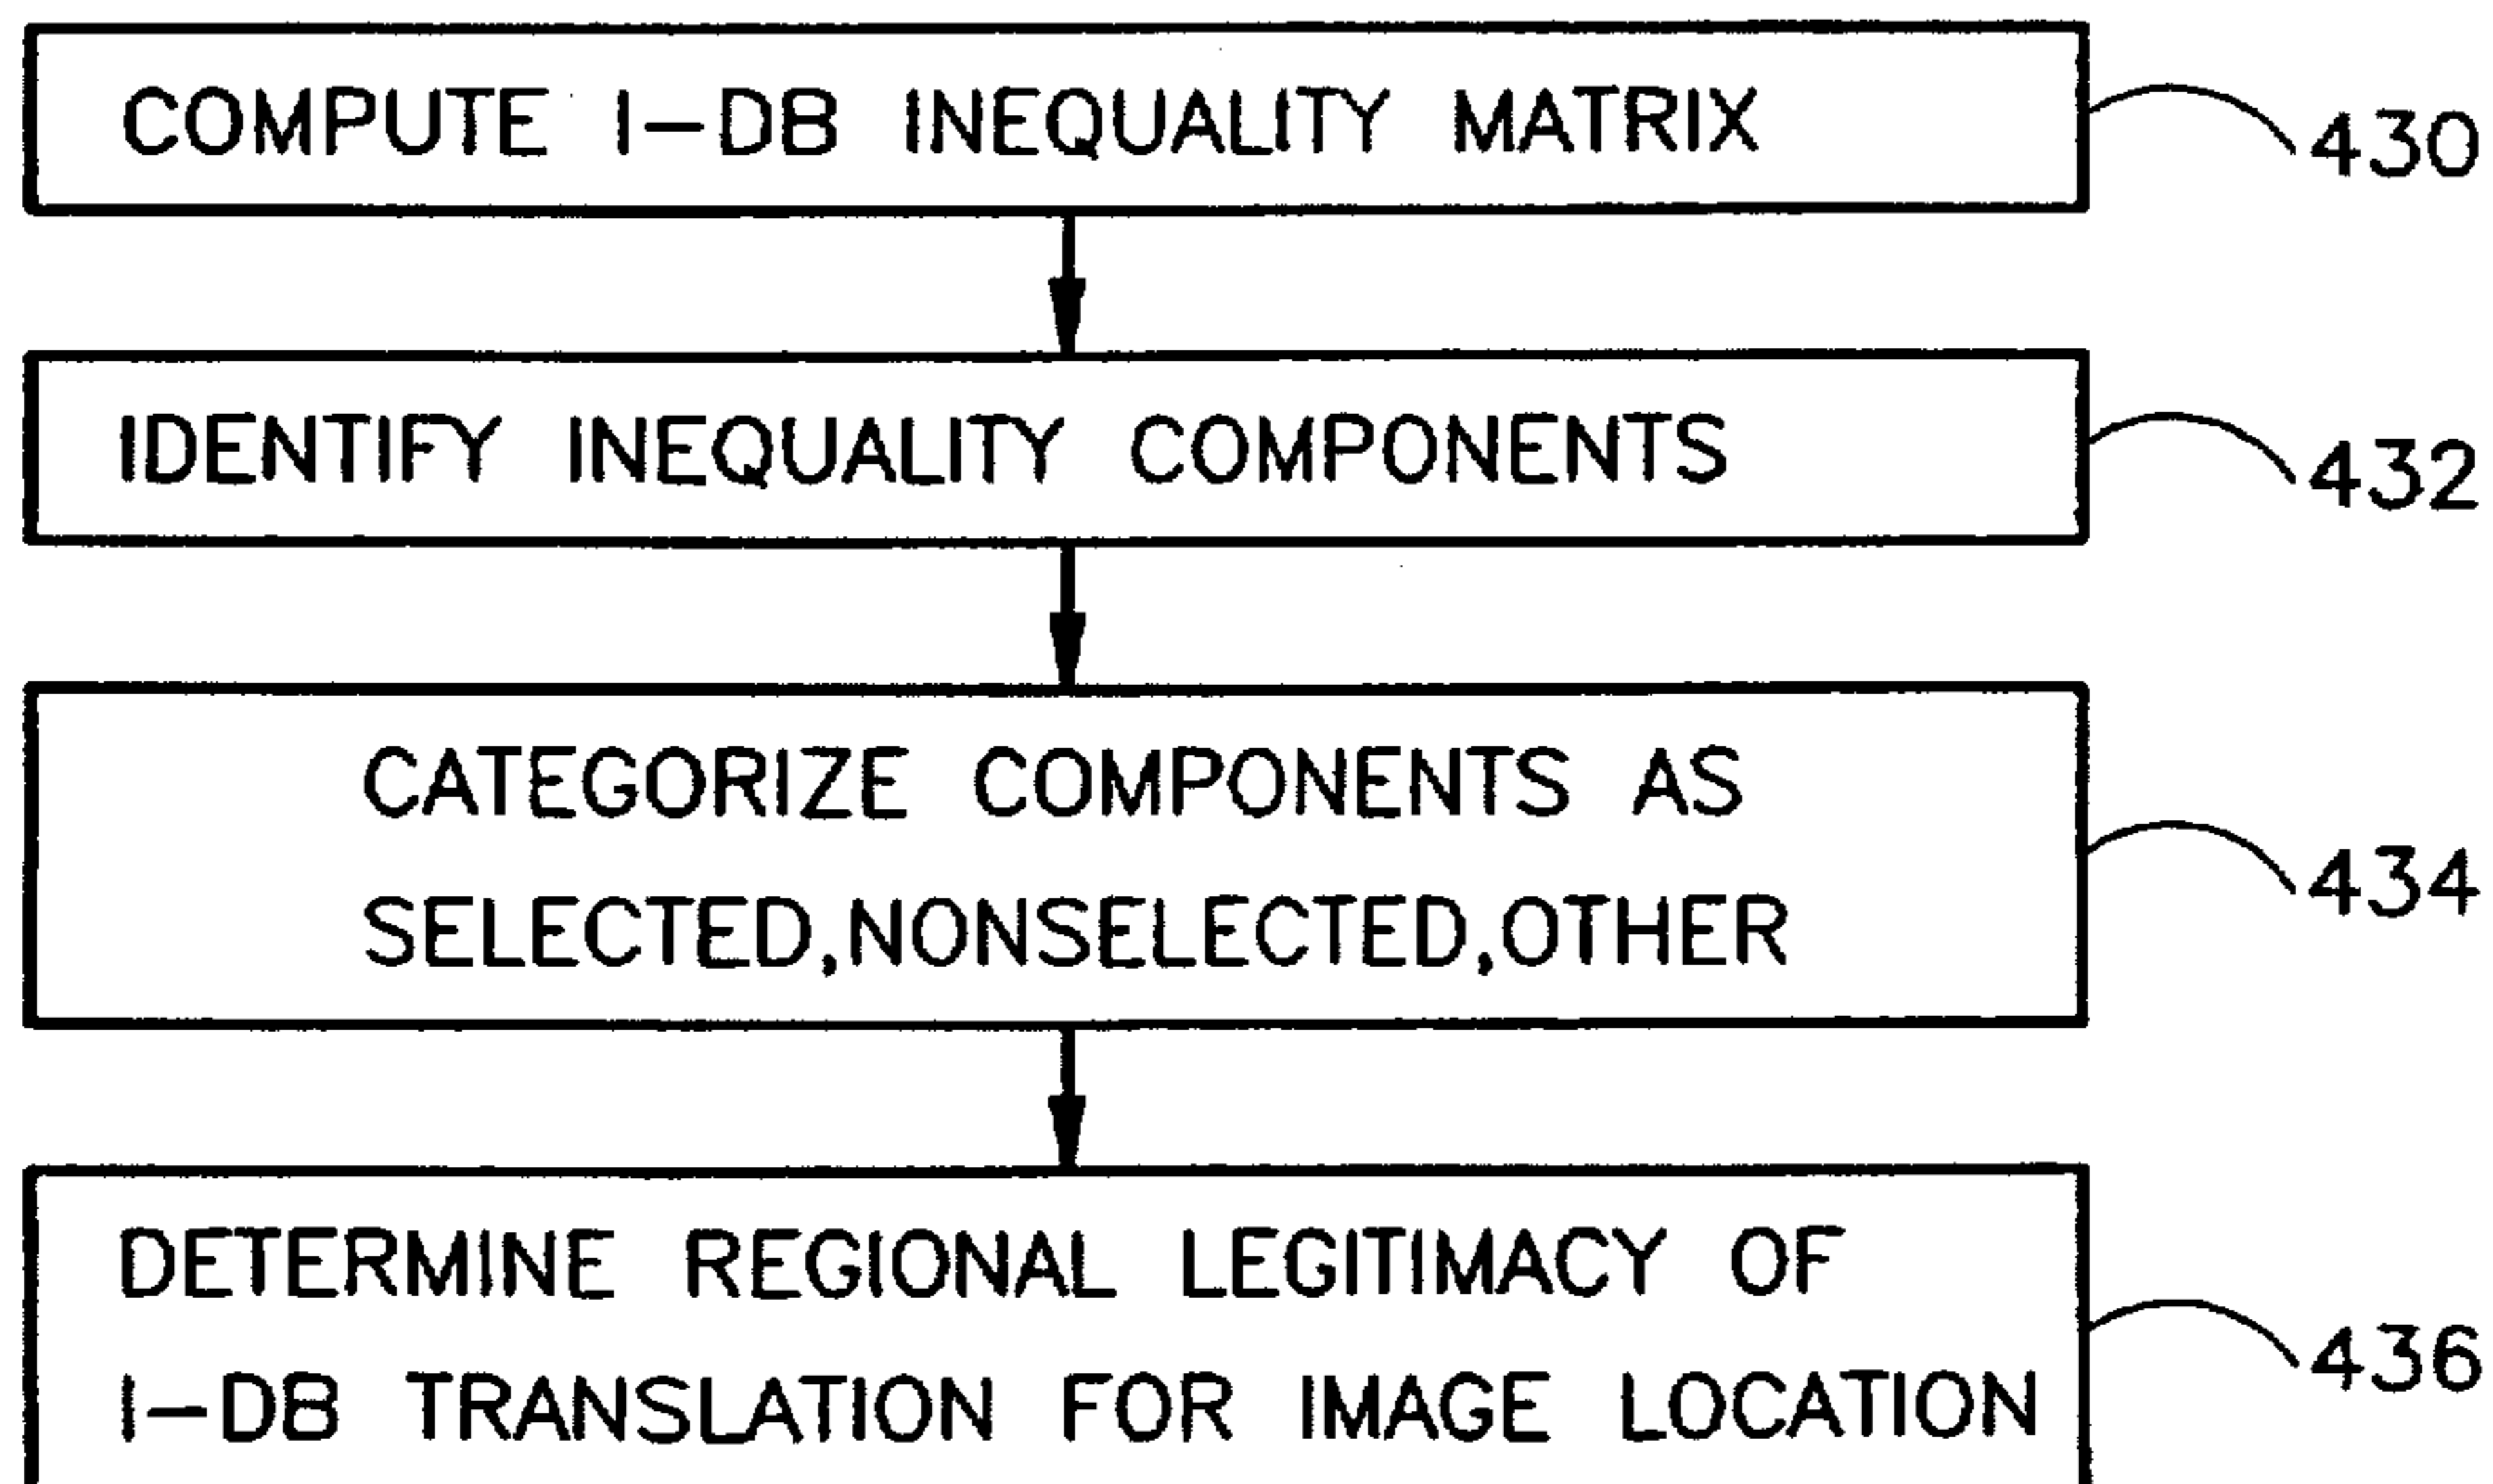 COMPUTE I-DB INEQUALITY MATRIX
430
IDENTIFY INEQUALITY COMPONENTS
432
CATEGORIZE COMPONENTS AS
SELECTED,NONSELECTED,OTHER
434
DETERMINE REGIONAL LEGITIMACY OF
I-DB TRANSLATION FOR IMAGE LOCATION
436